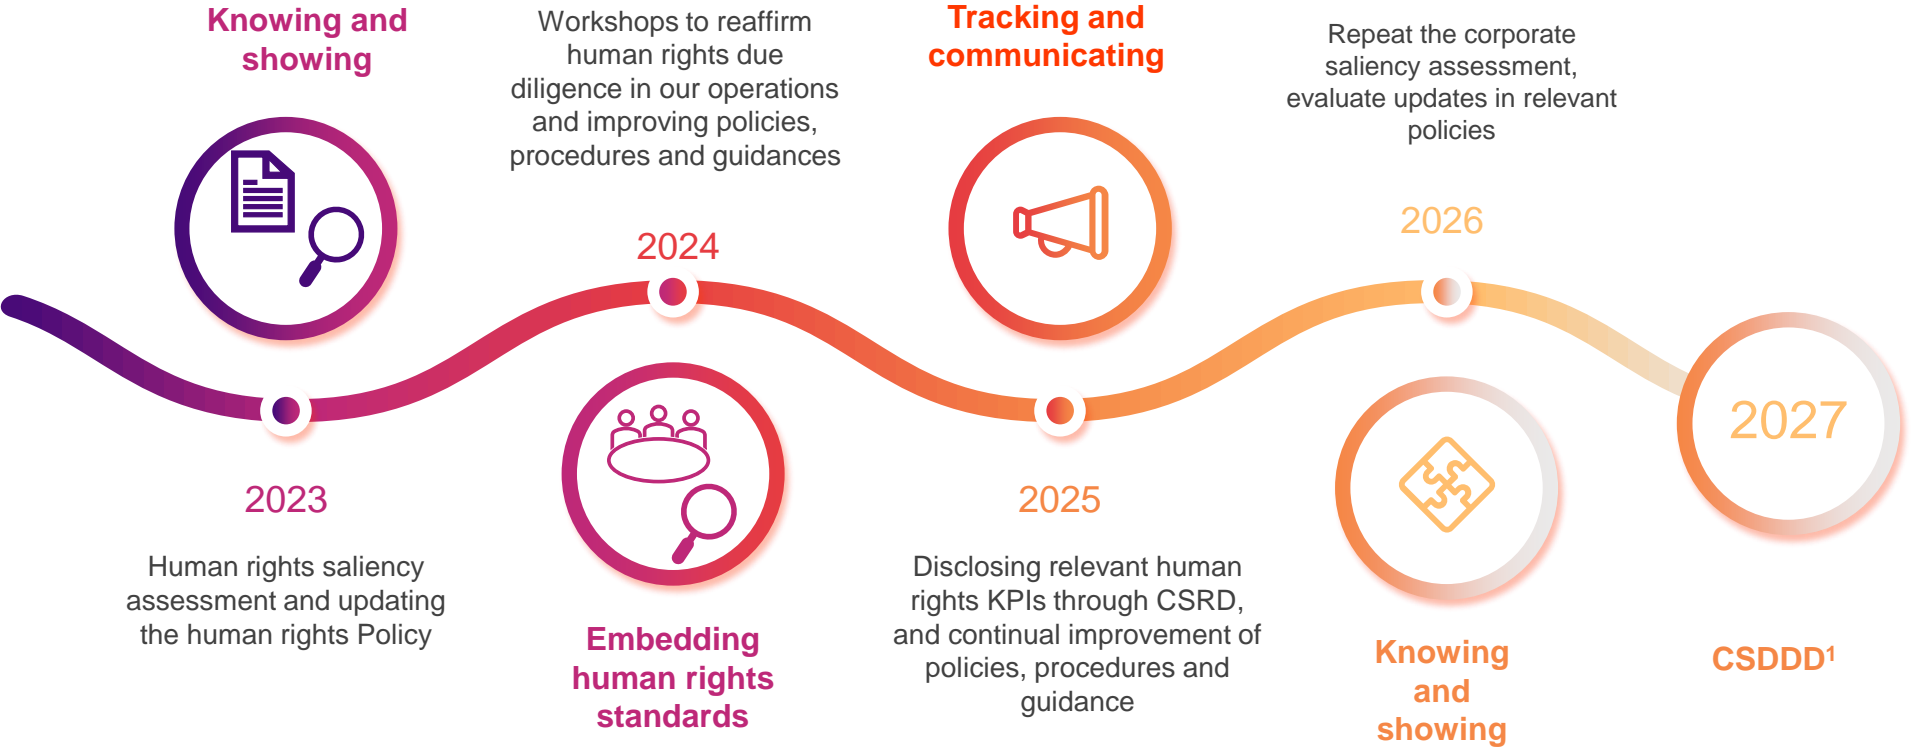 Knowing and
showing
2023
Human rights saliency
assessment and updating
the human rights Policy
Workshops to reaffirm
human rights due
diligence in our operations
and improving policies,
procedures and guidances
2024
Embedding
human rights
standards
Tracking and
communicating
2025
Disclosing relevant human
rights KPIs through CSRD,
and continual improvement of
policies, procedures and
guidance
Repeat the corporate
saliency assessment,
evaluate updates in relevant
policies
2026
Knowing
and
showing
2027
CSDDD¹